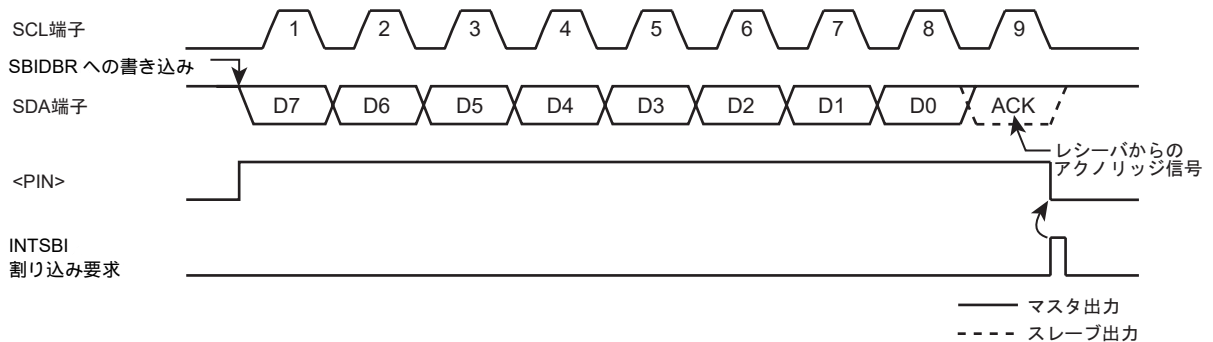 SCL端子
1 2 3 4 5 6 7 8 9
SBIDBR への書き込み
SDA端子
D7 D6 D5 D4 D3 D2 D1 D0 ACK
レシーバからの
アクノリッジ信号
<PIN>
INTSBI
割り込み要求
マスタ出力
スレーブ出力